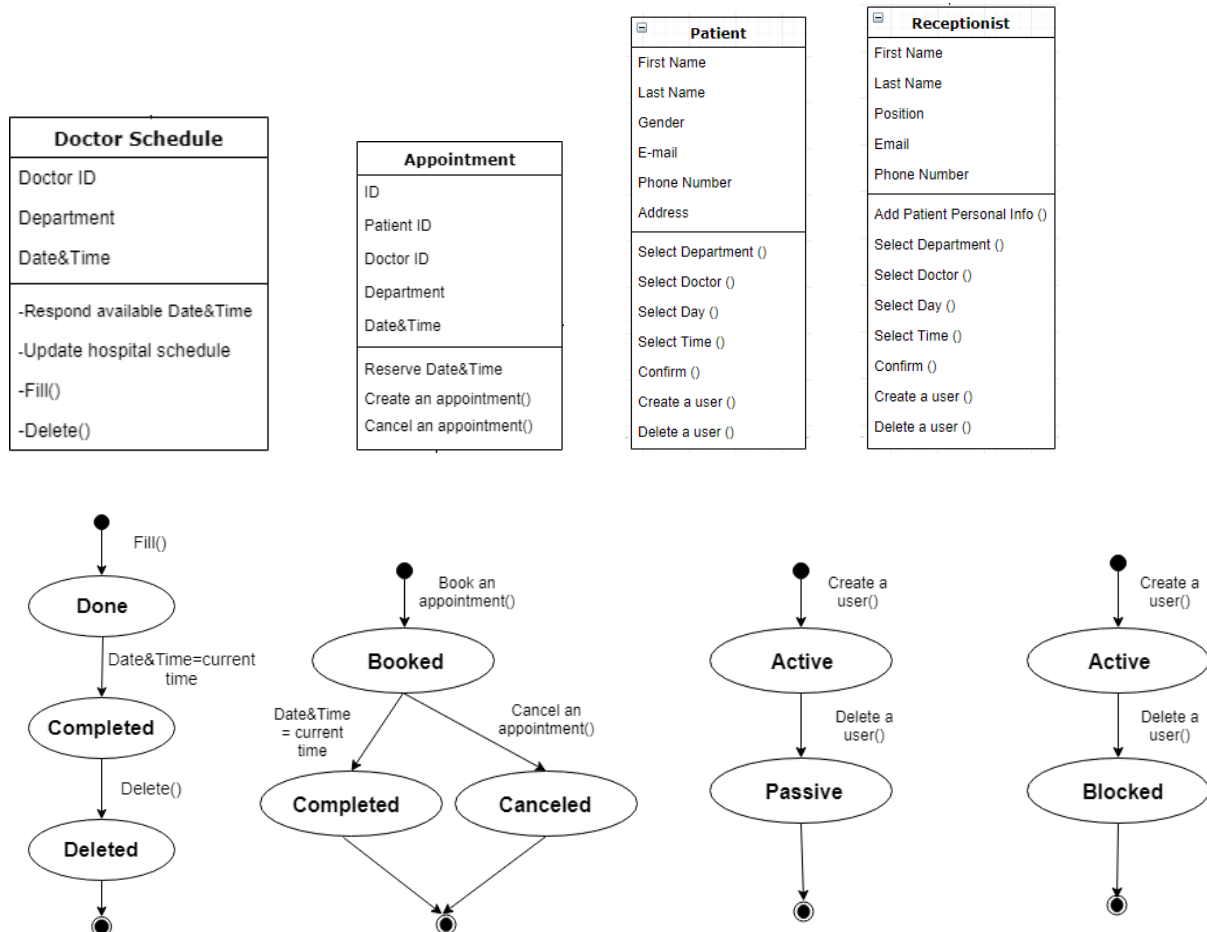 Doctor Schedule
Doctor ID
Department
Date&Time
-Respond available Date&Time
-Update hospital schedule
-Fill()
-Delete()
Appointment
ID
Patient ID
Doctor ID
Department
Date&Time
Reserve Date&Time
Create an appointment()
Cancel an appointment()
Patient
First Name
Last Name
Gender
E-mail
Phone Number
Address
Select Department ()
Select Doctor ()
Select Day ()
Select Time ()
Confirm ()
Create a user ()
Delete a user ()
Receptionist
First Name
Last Name
Position
Email
Phone Number
Add Patient Personal Info ()
Select Department ()
Select Doctor ()
Select Day ()
Select Time ()
Confirm ()
Create a user ()
Delete a user ()
Fill()
Done
Date&Time=current
time
Completed
Delete()
Deleted
Book an
appointment()
Booked
Date&Time
= current
time
Cancel an
appointment()
Completed
Canceled
Create a
user()
Active
Delete a
user()
Passive
Create a
user()
Active
Delete a
user()
Blocked